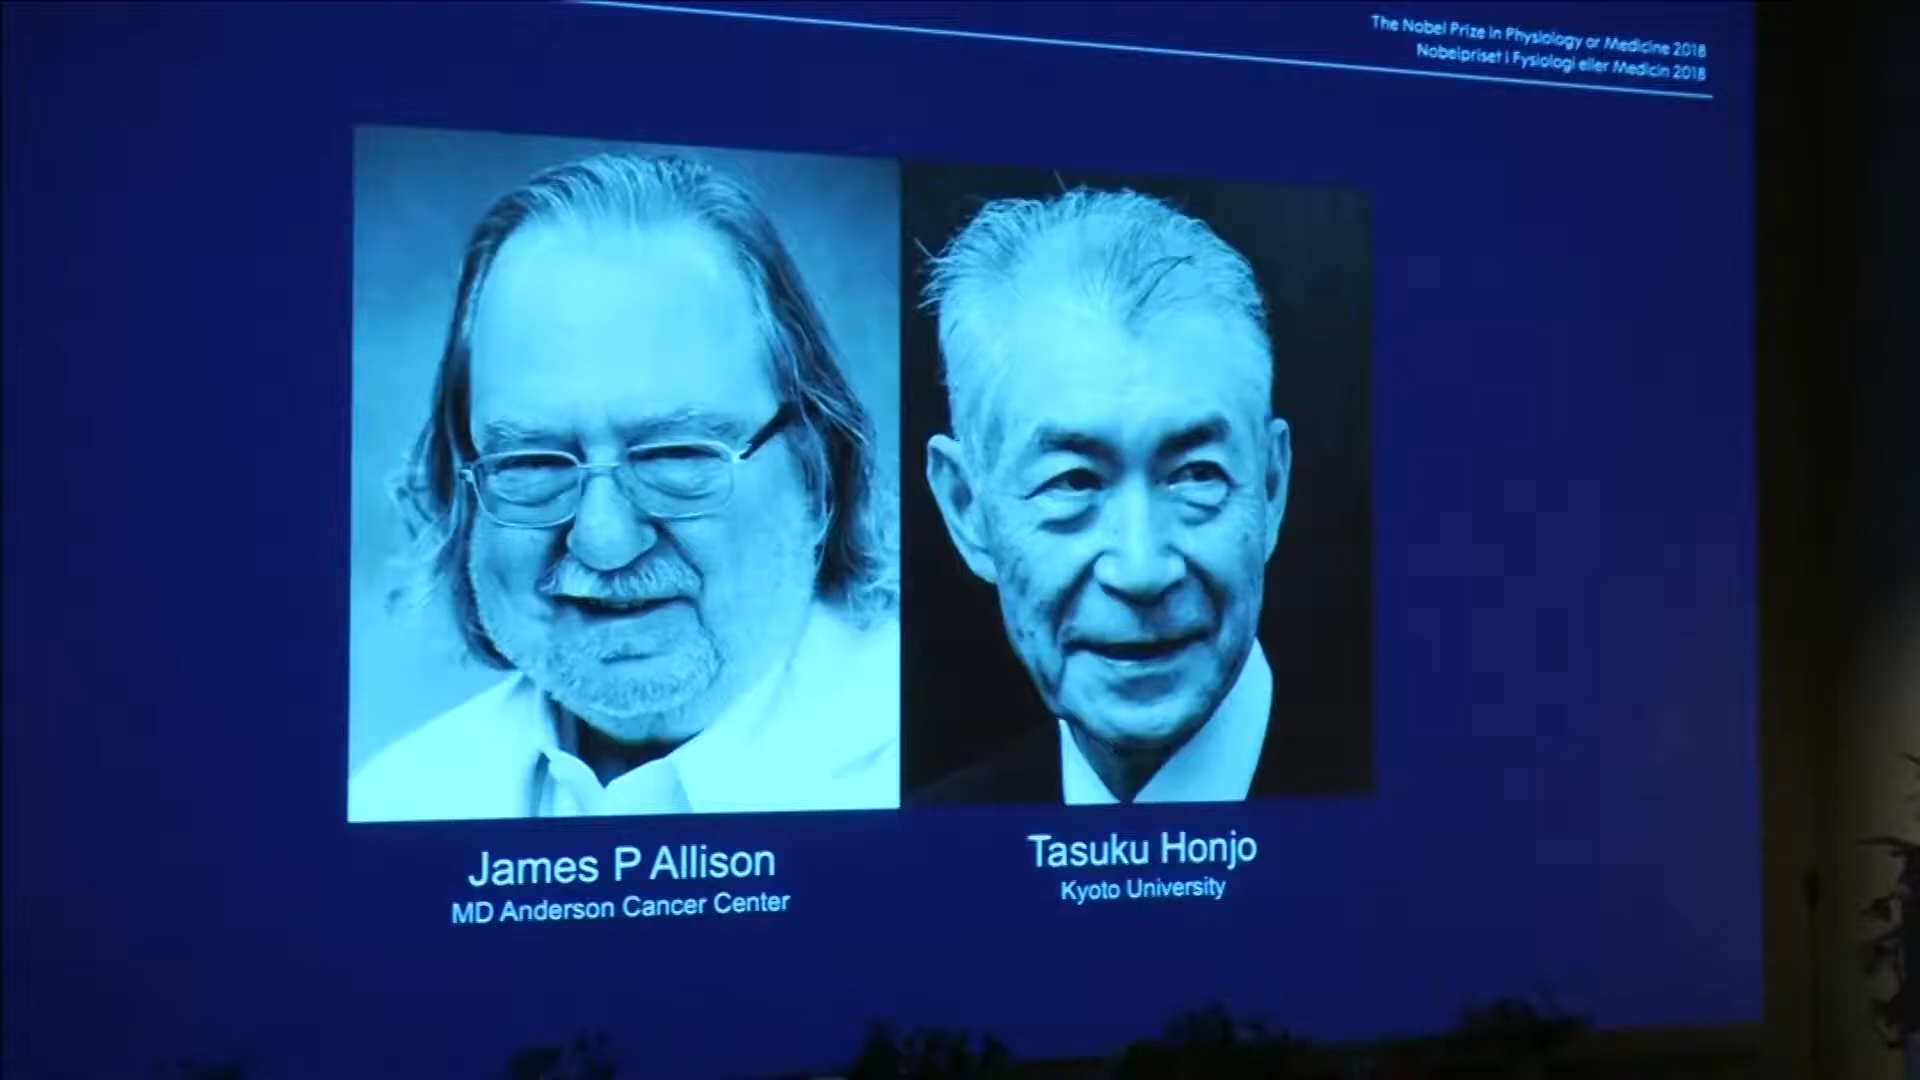 The Nobel Prize in Physiology or Medicine 2018
Nobelpriset i Fysiologi eller Medicin 2018
James P Allison
MD Anderson Cancer Center
Tasuku Honjo
Kyoto University